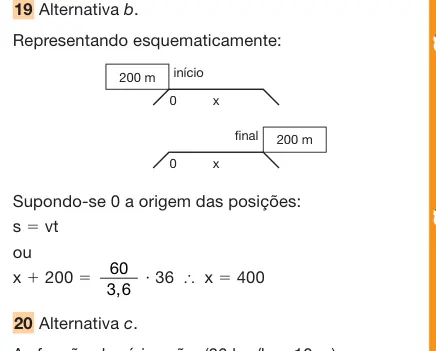 19 Alternativa b.
Representando esquematicamente:
200 m início
0 x
final 200 m
0 x
Supondo-se 0 a origem das posições:
s = vt
ou
x + 200 = 60/3,6 · 36 ∴ x = 400
20 Alternativa c.